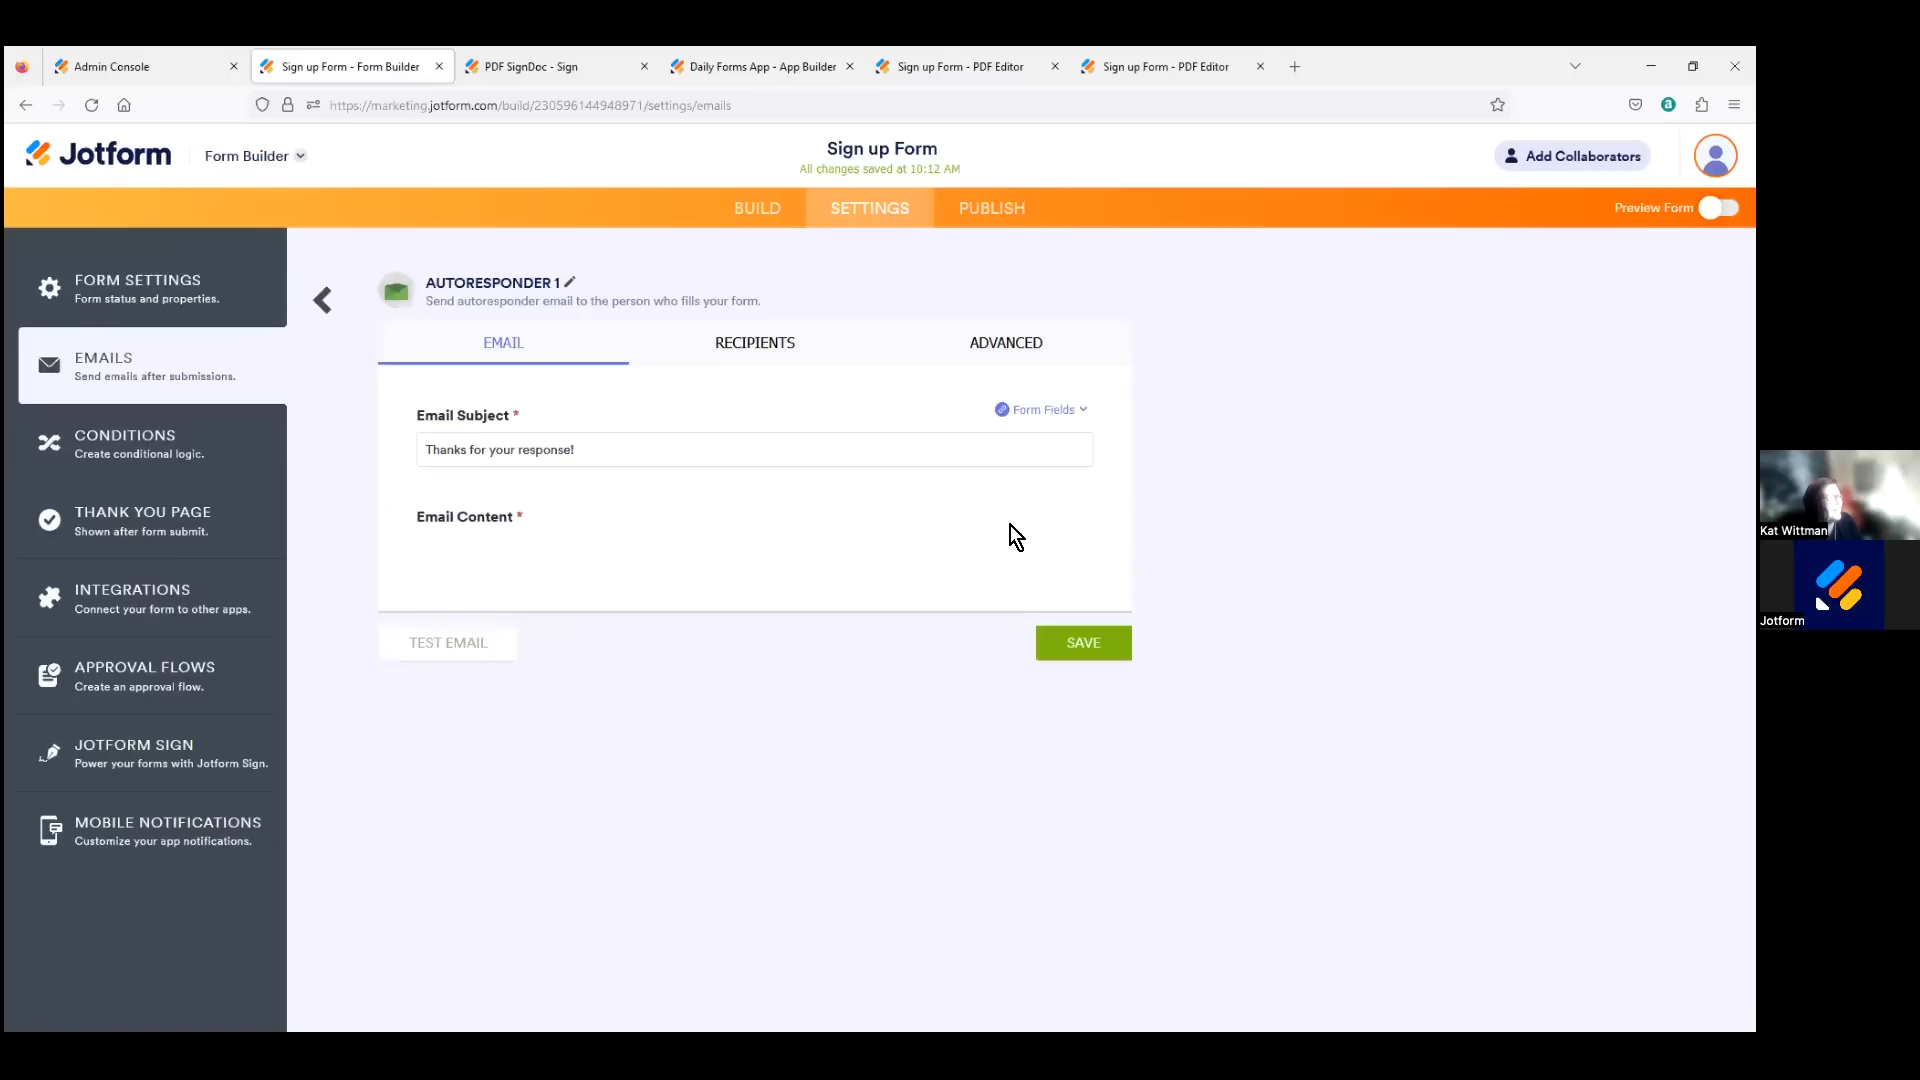 Admin Console
Sign up Form - Form Builder
PDF SignDoc - Sign
Daily Forms App - App Builder
Sign up Form - PDF Editor
Sign up Form - PDF Editor
https://marketing.jotform.com/build/230596144948971/settings/emails
Jotform
Form Builder
Sign up Form
All changes saved at 10:12 AM
Add Collaborators
BUILD
SETTINGS
PUBLISH
Preview Form
FORM SETTINGS
Form status and properties.
EMAILS
Send emails after submissions.
CONDITIONS
Create conditional logic.
THANK YOU PAGE
Shown after form submit.
INTEGRATIONS
Connect your form to other apps.
APPROVAL FLOWS
Create an approval flow.
JOTFORM SIGN
Power your forms with Jotform Sign.
MOBILE NOTIFICATIONS
Customize your app notifications.
AUTORESPONDER 1
Send autoresponder email to the person who fills your form.
EMAIL
RECIPIENTS
ADVANCED
Email Subject *
Form Fields
Thanks for your response!
Email Content *
TEST EMAIL
SAVE
Kat Wittman
Jotform